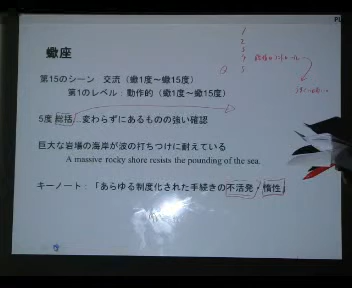 蠍座
第15のシーン 交流(蠍1度~蠍15度)
第1のレベル:動作的(蠍1度~蠍15度)
5度 総括 …変わらずにあるものの強い確認
巨大な岩場の海岸が波の打ちつけに耐えている
A massive rocky shore resists the pounding of the sea.
キーノート:「あらゆる制度化された手続きの不活発・惰性」
1
2
3
4
5